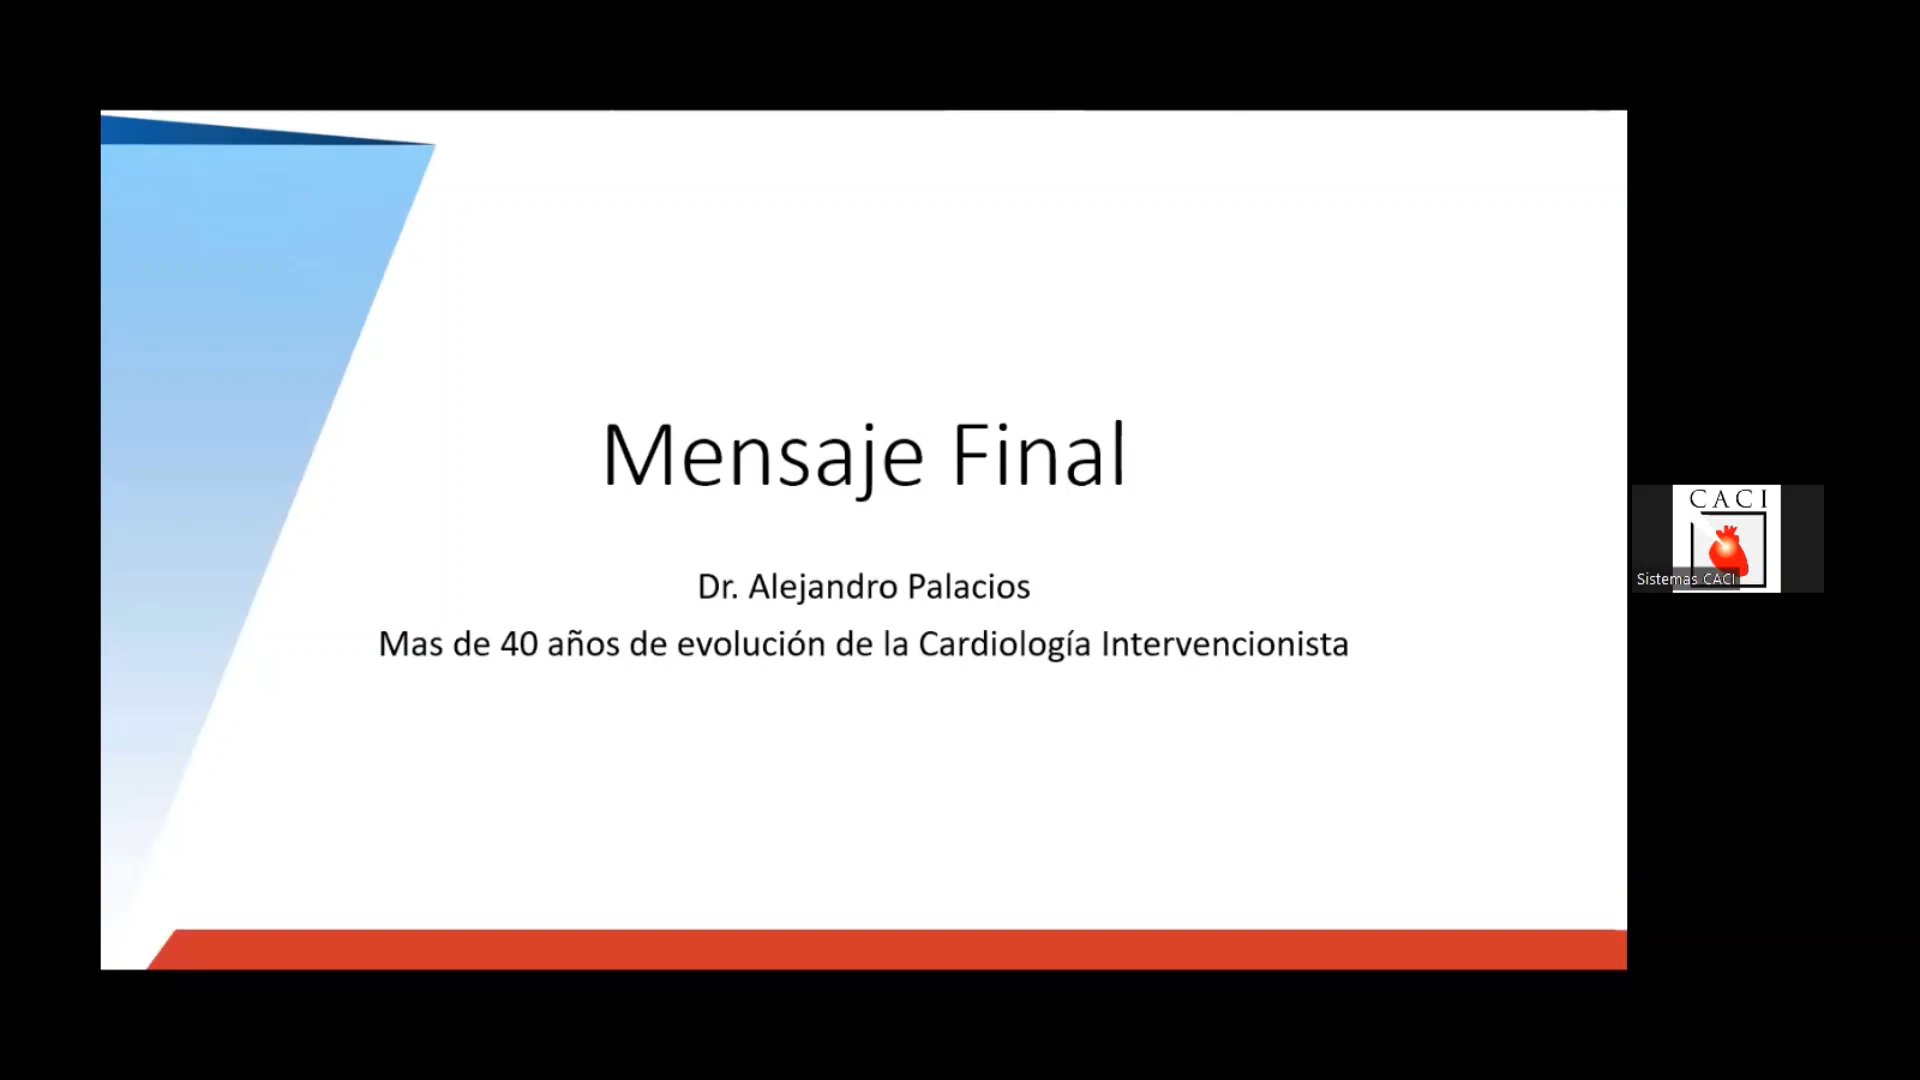 Mensaje Final
Dr. Alejandro Palacios
Mas de 40 años de evolución de la Cardiología Intervencionista
CACI
Sistemas CACI